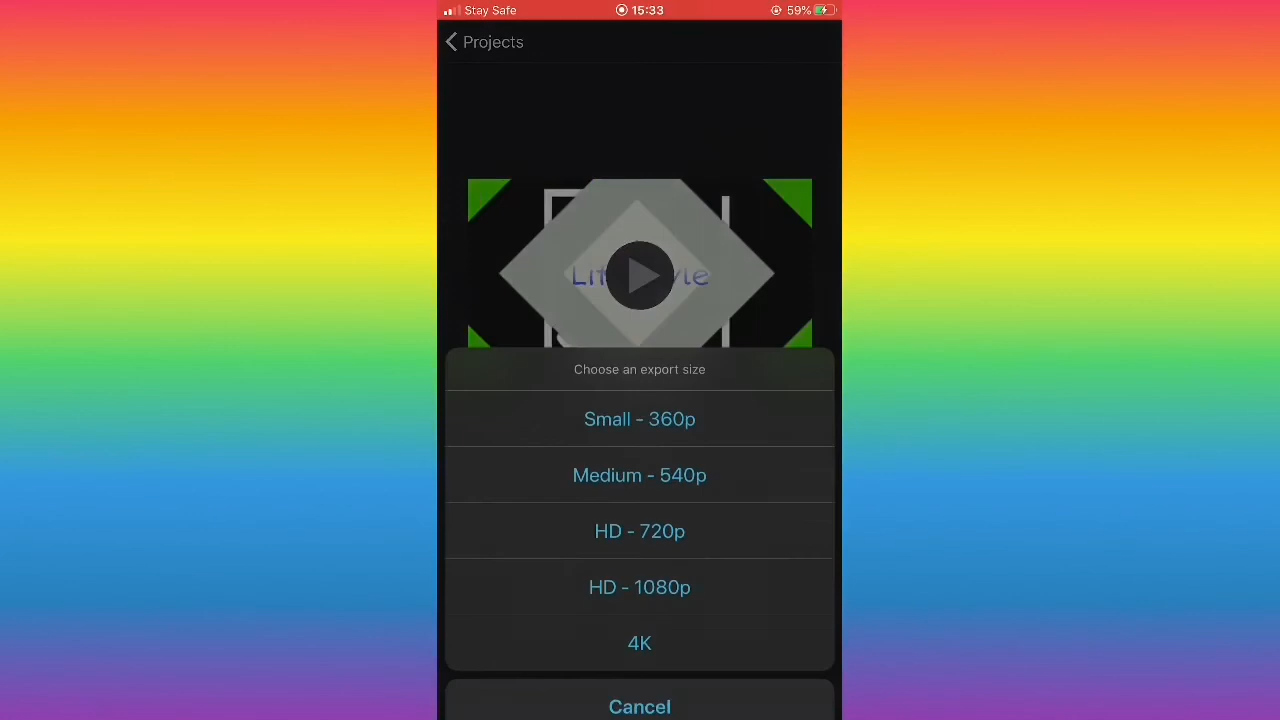 Stay Safe
15:33
59%
Projects
Choose an export size
Small - 360p
Medium - 540p
HD - 720p
HD - 1080p
4K
Cancel